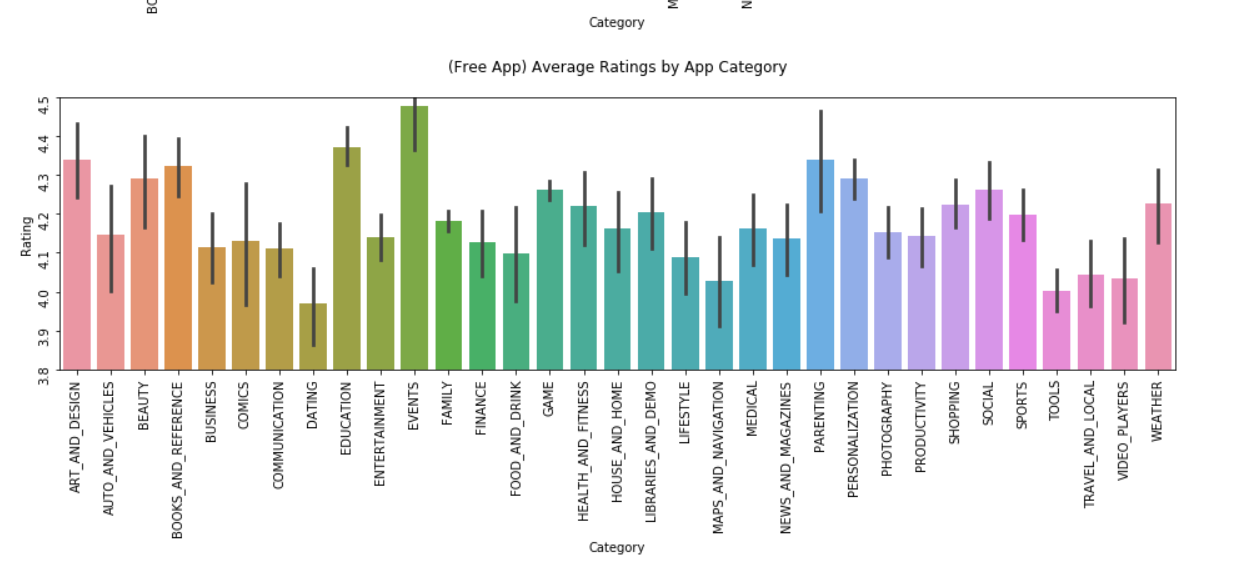 Category
(Free App) Average Ratings by App Category
Rating
4.5
4.4
4.3
4.2
4.1
4.0
3.9
3.8
ART_AND_DESIGN
AUTO_AND_VEHICLES
BEAUTY
BOOKS_AND_REFERENCE
BUSINESS
COMICS
COMMUNICATION
DATING
EDUCATION
ENTERTAINMENT
EVENTS
FAMILY
FINANCE
FOOD_AND_DRINK
GAME
HEALTH_AND_FITNESS
HOUSE_AND_HOME
LIBRARIES_AND_DEMO
LIFESTYLE
MAPS_AND_NAVIGATION
MEDICAL
NEWS_AND_MAGAZINES
PARENTING
PERSONALIZATION
PHOTOGRAPHY
PRODUCTIVITY
SHOPPING
SOCIAL
SPORTS
TOOLS
TRAVEL_AND_LOCAL
VIDEO_PLAYERS
WEATHER
Category